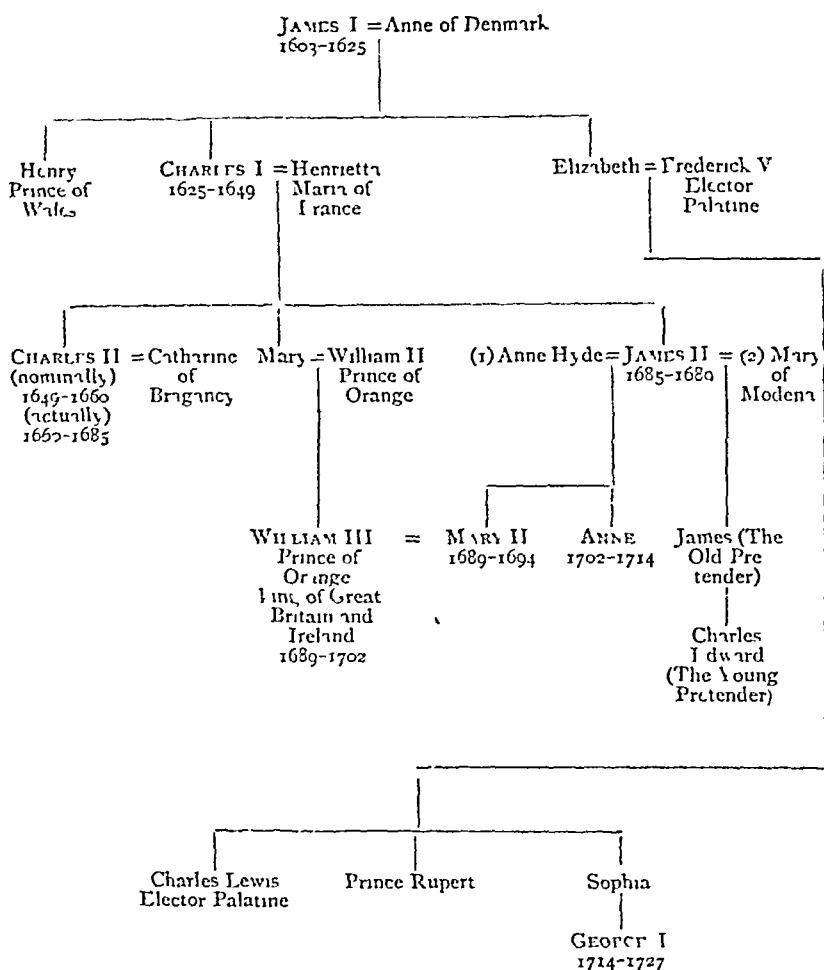 JAMES I = Anne of Denmark
1603-1625
Henry
Prince of
Wales
CHARLES I = Henrietta
1625-1649 Maria of
France
Elizabeth = Frederick V
Elector
Palatine
CHARLES II = Catharine
(nominally) of
1649-1660 Braganey
(actually)
1660-1685
Mary = William II
Prince of
Orange
(1) Anne Hyde = JAMES II = (2) Mary
1685-1689 of
Modena
WILLIAM III = MARY II
Prince of 1689-1694
Orange
King of Great
Britain and
Ireland
1689-1702
ANNE
1702-1714
James (The
Old Pre
tender)
Charles
Edward
(The Young
Pretender)
Charles Lewis
Elector Palatine
Prince Rupert
Sophia
GEORGE I
1714-1727